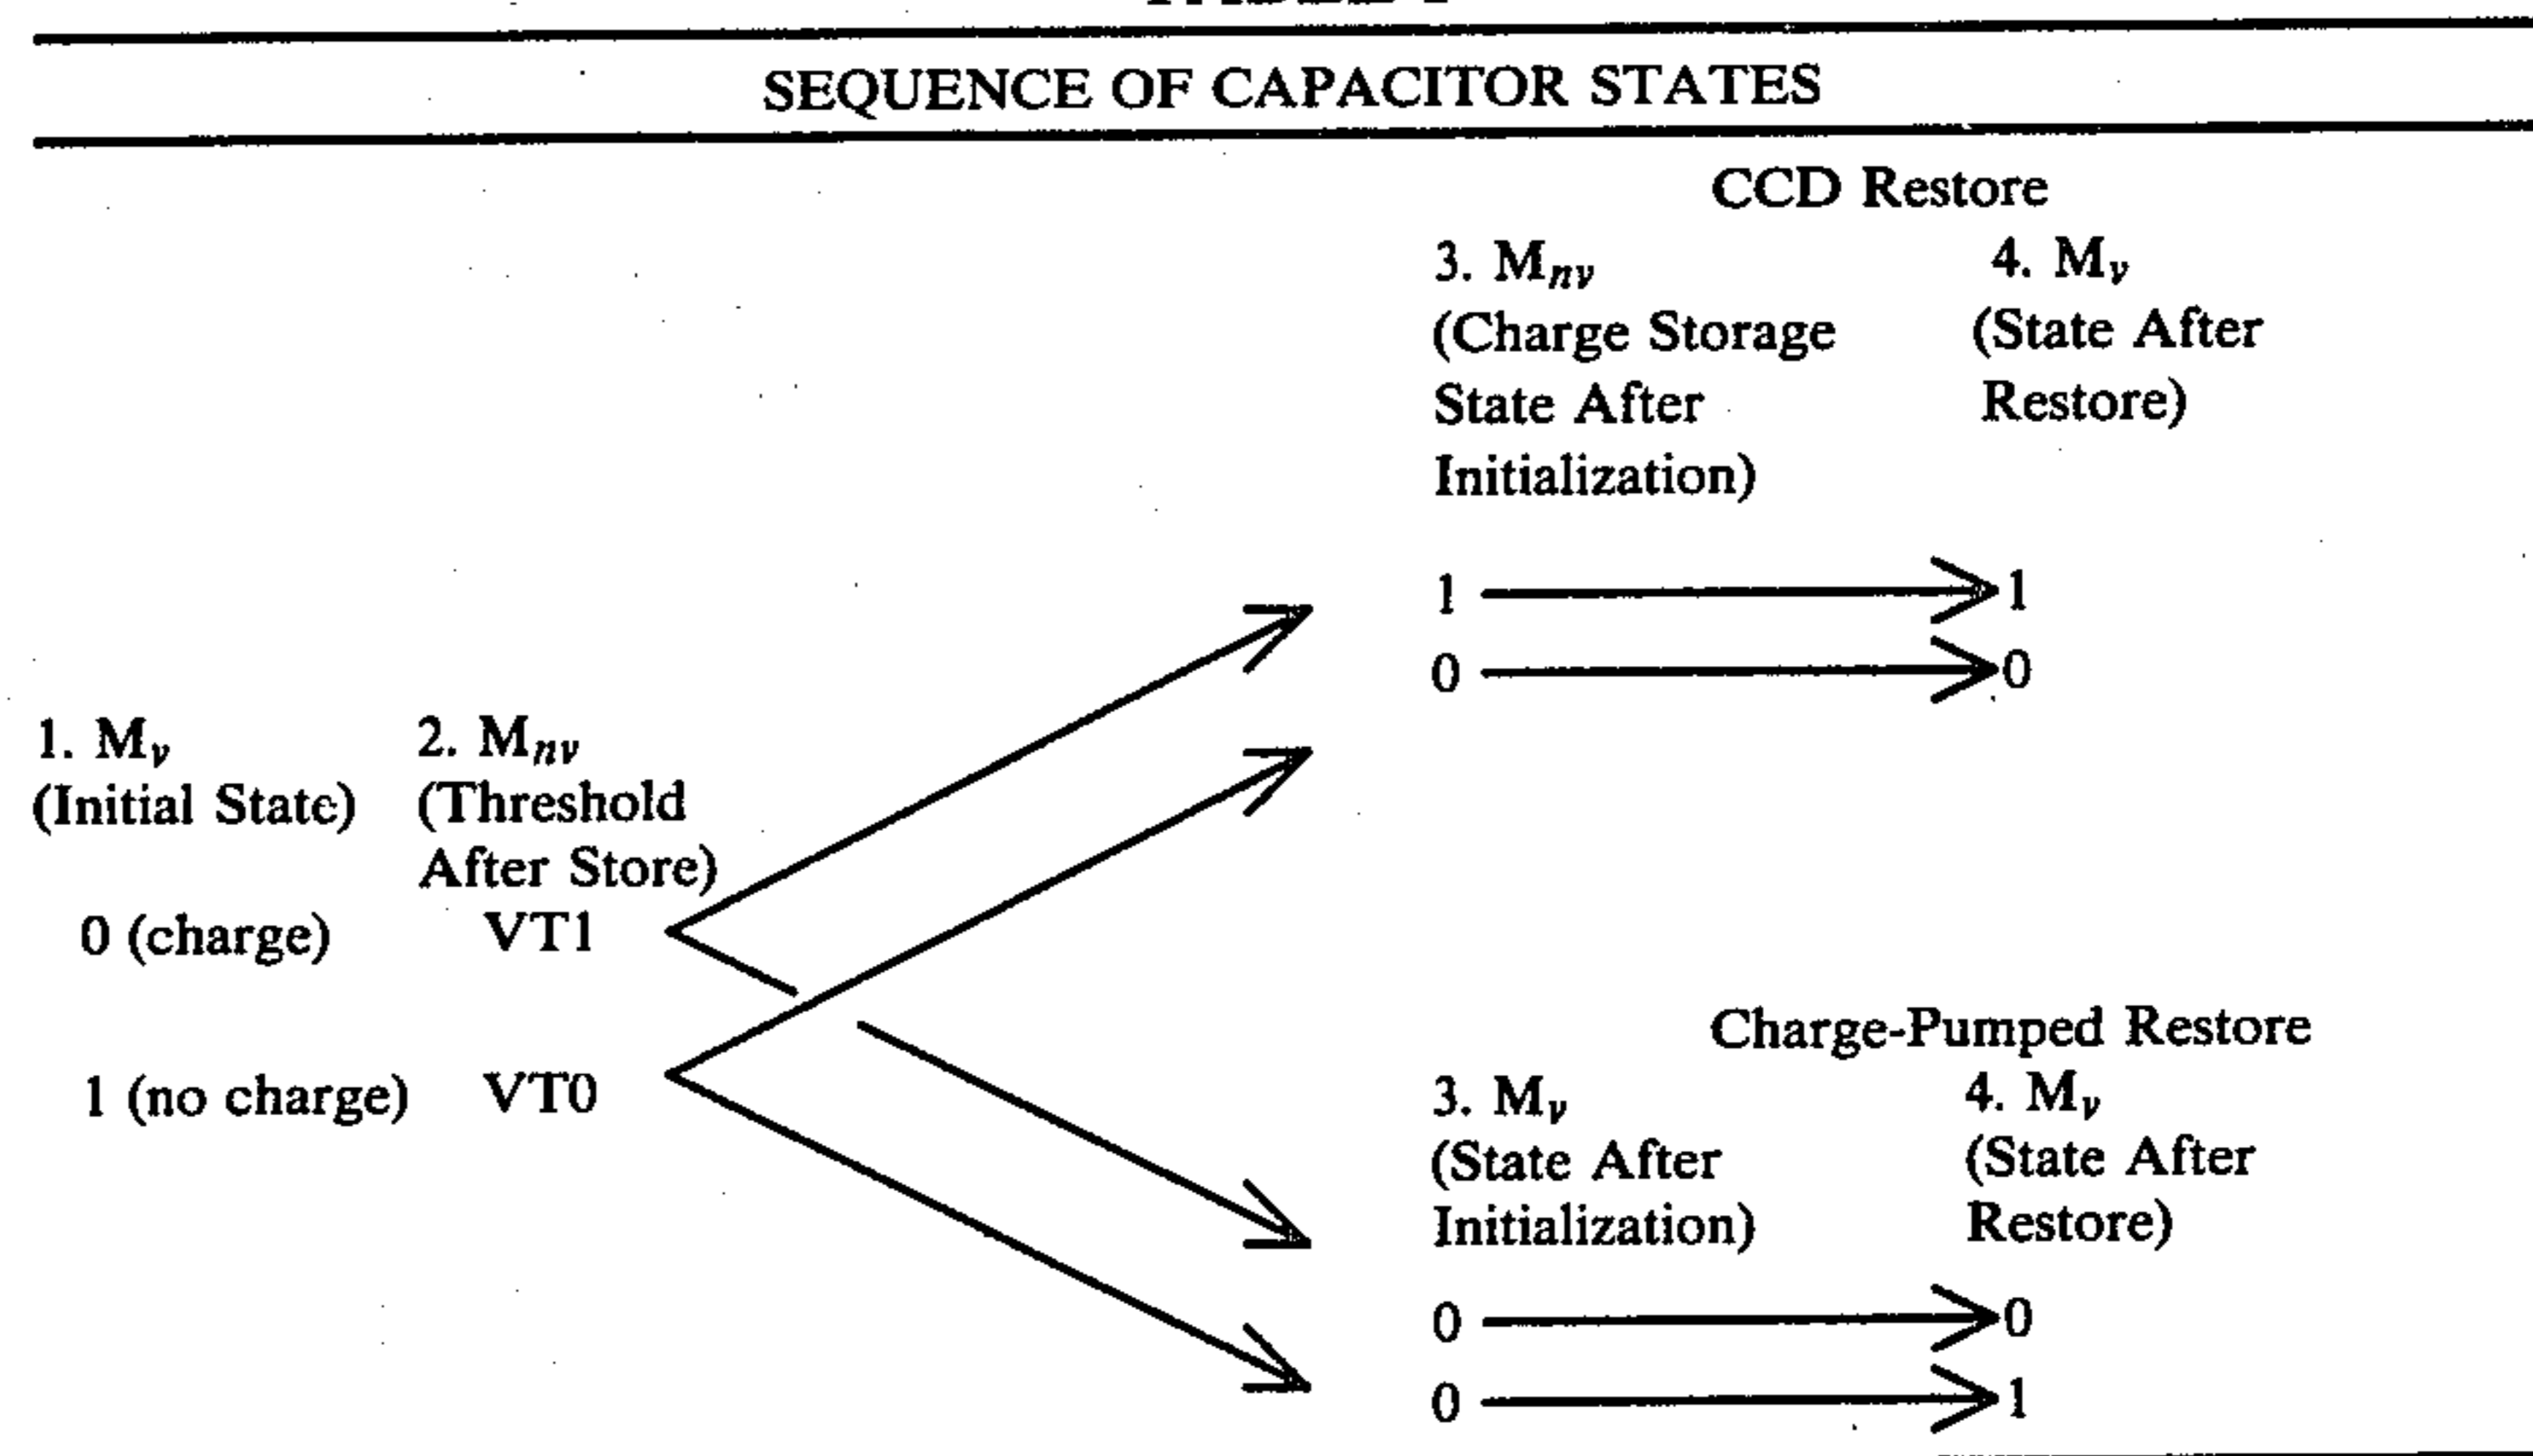 SEQUENCE OF CAPACITOR STATES
CCD Restore
3. Mnv 4. Mv
(Charge Storage (State After
State After Restore)
Initialization)
1 1
0 0
1. Mv 2. Mnv
(Initial State) (Threshold
After Store)
0 (charge) VT1
1 (no charge) VT0
Charge-Pumped Restore
3. Mv 4. Mv
(State After (State After
Initialization) Restore)
0 0
0 1